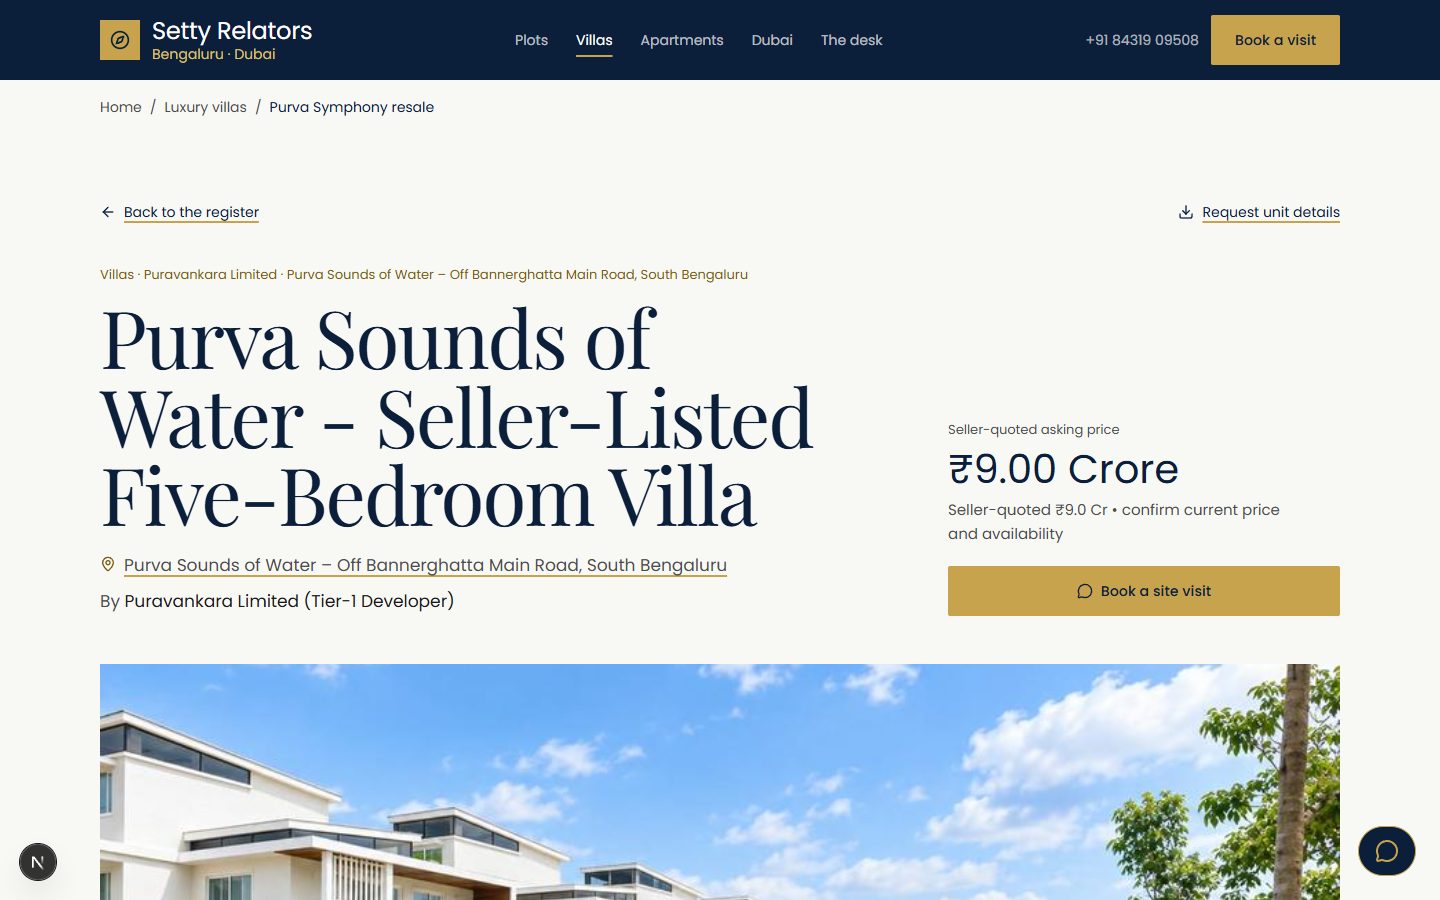 Setty Relators
Bengaluru · Dubai
Plots
Villas
Apartments
Dubai
The desk
+91 84319 09508
Book a visit
Home / Luxury villas / Purva Symphony resale
Back to the register
Request unit details
Villas · Puravankara Limited · Purva Sounds of Water – Off Bannerghatta Main Road, South Bengaluru
Purva Sounds of
Water - Seller-Listed
Five-Bedroom Villa
Purva Sounds of Water – Off Bannerghatta Main Road, South Bengaluru
By Puravankara Limited (Tier-1 Developer)
Seller-quoted asking price
₹9.00 Crore
Seller-quoted ₹9.0 Cr • confirm current price
and availability
Book a site visit
N